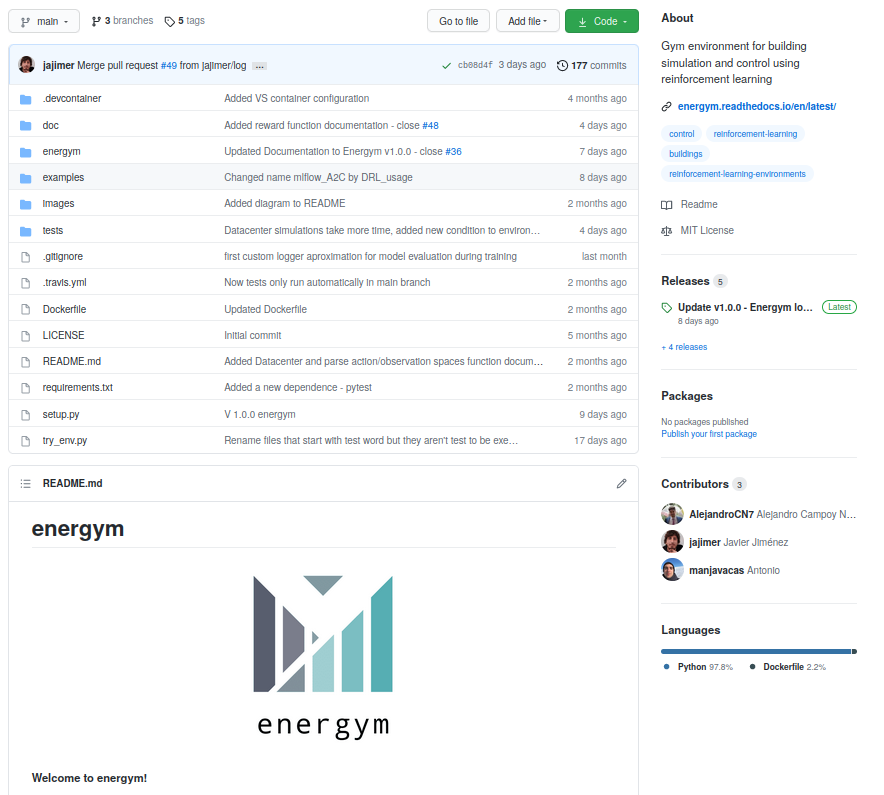 main
3 branches
5 tags
Go to file
Add file
Code
jajimer Merge pull request #49 from jajimer/log ...
cb08d4f 3 days ago
177 commits
.devcontainer Added VS container configuration 4 months ago
doc Added reward function documentation - close #48 4 days ago
energym Updated Documentation to Energym v1.0.0 - close #36 7 days ago
examples Changed name mlflow_A2C by DRL_usage 8 days ago
images Added diagram to README 2 months ago
tests Datacenter simulations take more time, added new condition to environ… 4 days ago
.gitignore first custom logger aproximation for model evaluation during training last month
.travis.yml Now tests only run automatically in main branch 2 months ago
Dockerfile Updated Dockerfile 2 months ago
LICENSE Initial commit 5 months ago
README.md Added Datacenter and parse action/observation spaces function docum… 2 months ago
requirements.txt Added a new dependence - pytest 2 months ago
setup.py V 1.0.0 energym 9 days ago
try_env.py Rename files that start with test word but they aren't test to be exe… 17 days ago
README.md
energym
energym
Welcome to energym!
About
Gym environment for building
simulation and control using
reinforcement learning
energym.readthedocs.io/en/latest/
control reinforcement-learning
buildings
reinforcement-learning-environments
Readme
MIT License
Releases 5
Update v1.0.0 - Energym lo… Latest
8 days ago
+ 4 releases
Packages
No packages published
Publish your first package
Contributors 3
AlejandroCN7 Alejandro Campoy N…
jajimer Javier Jiménez
manjavacas Antonio
Languages
Python 97.8% Dockerfile 2.2%